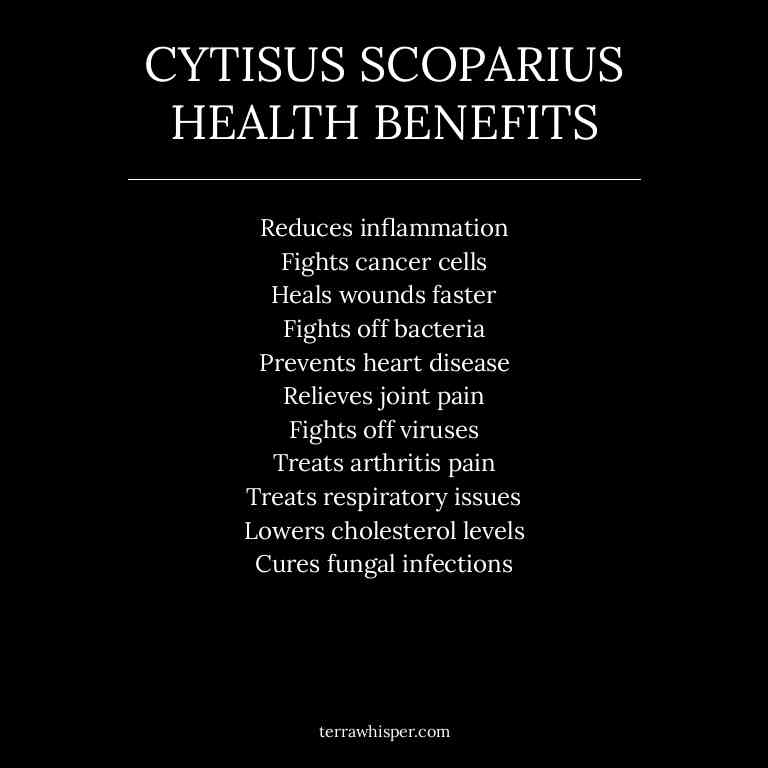 CYTISUS SCOPARIUS
HEALTH BENEFITS
Reduces inflammation
Fights cancer cells
Heals wounds faster
Fights off bacteria
Prevents heart disease
Relieves joint pain
Fights off viruses
Treats arthritis pain
Treats respiratory issues
Lowers cholesterol levels
Cures fungal infections
terrawhisper.com